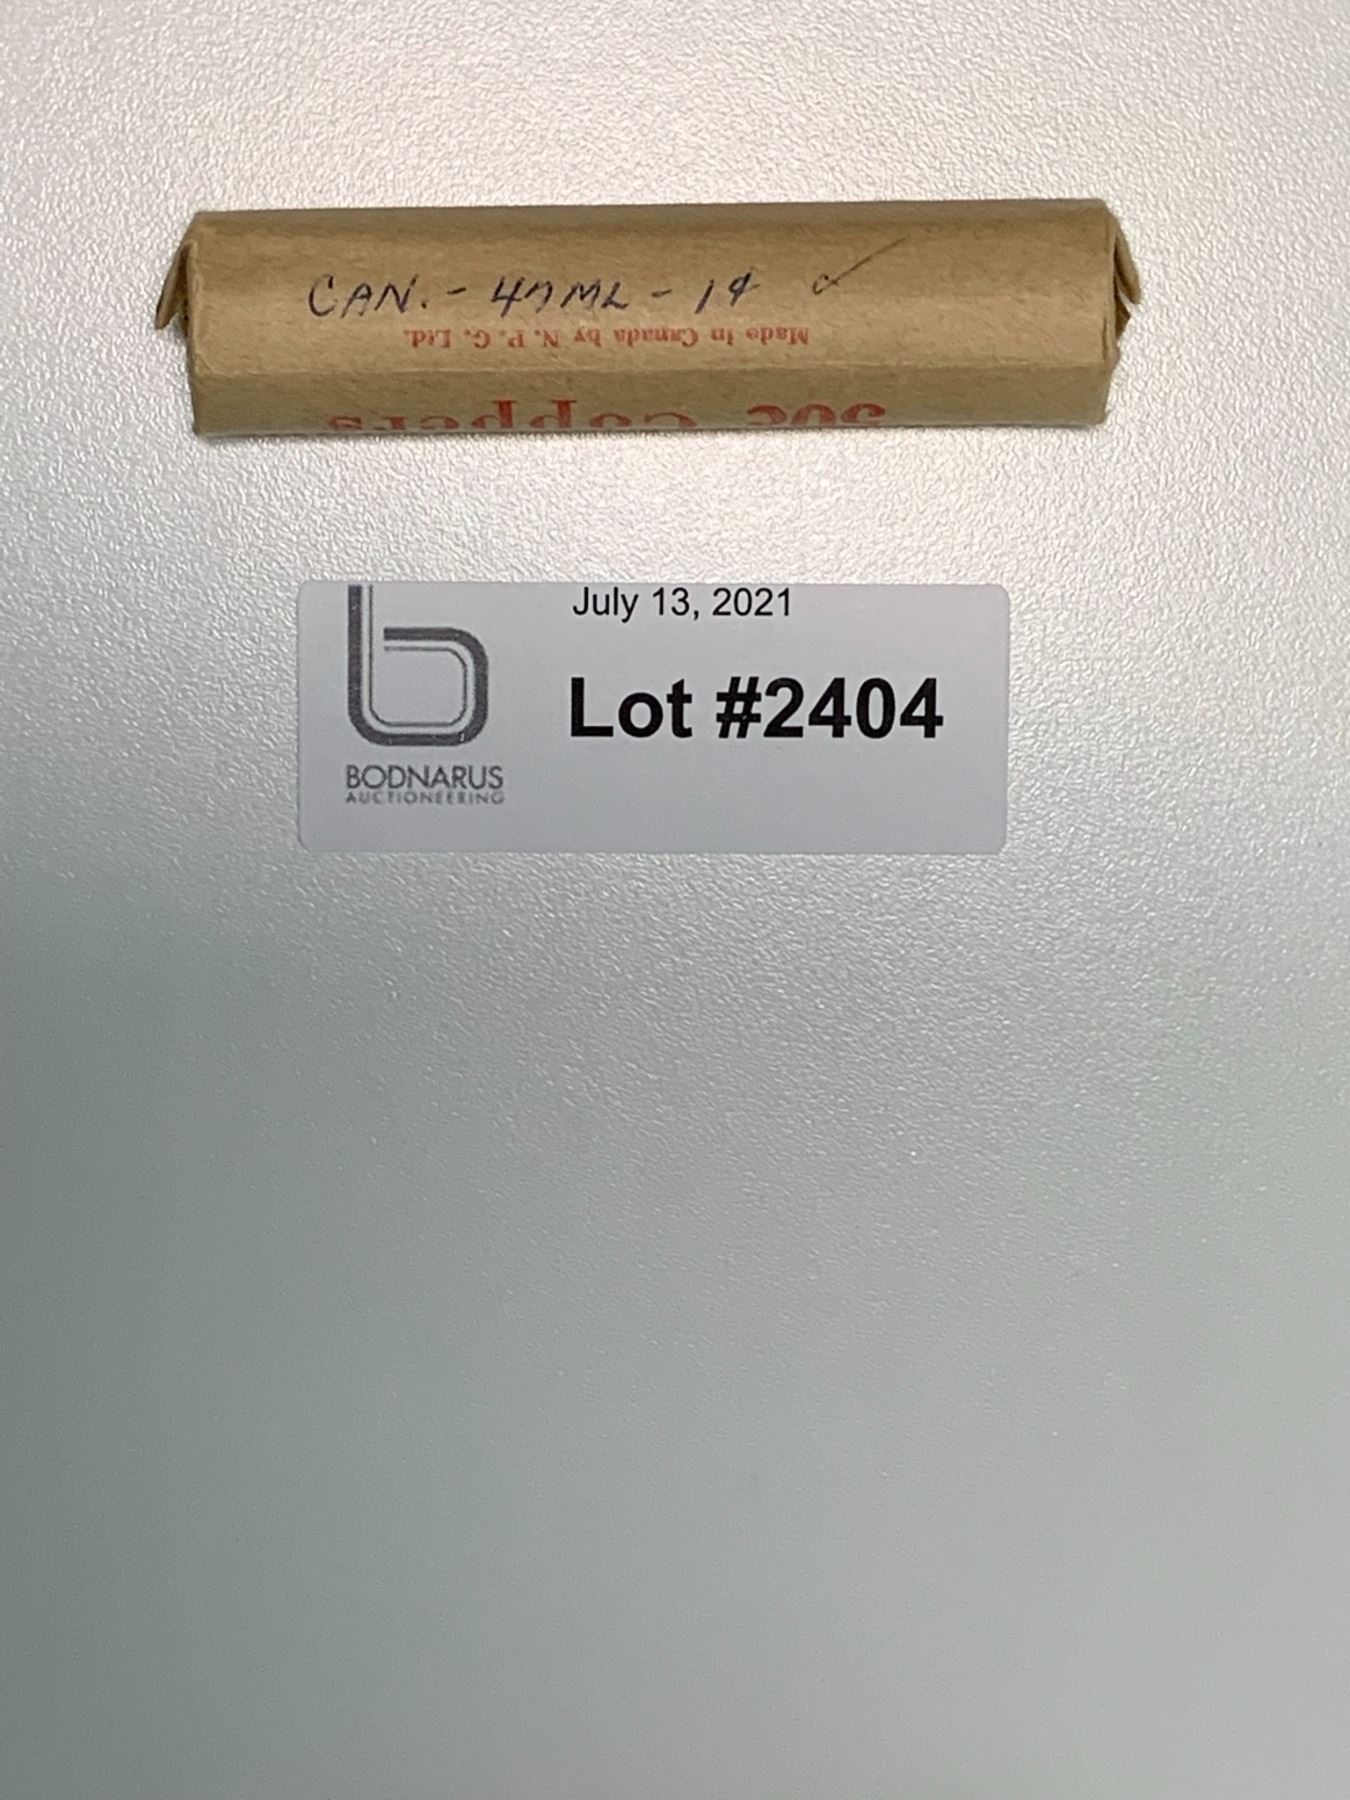 CAN. - 47ML - 1¢ ✓
Made in Canada by N. P. G. Ltd.
50¢ Coppers
July 13, 2021
Lot #2404
BODNARUS
AUCTIONEERING